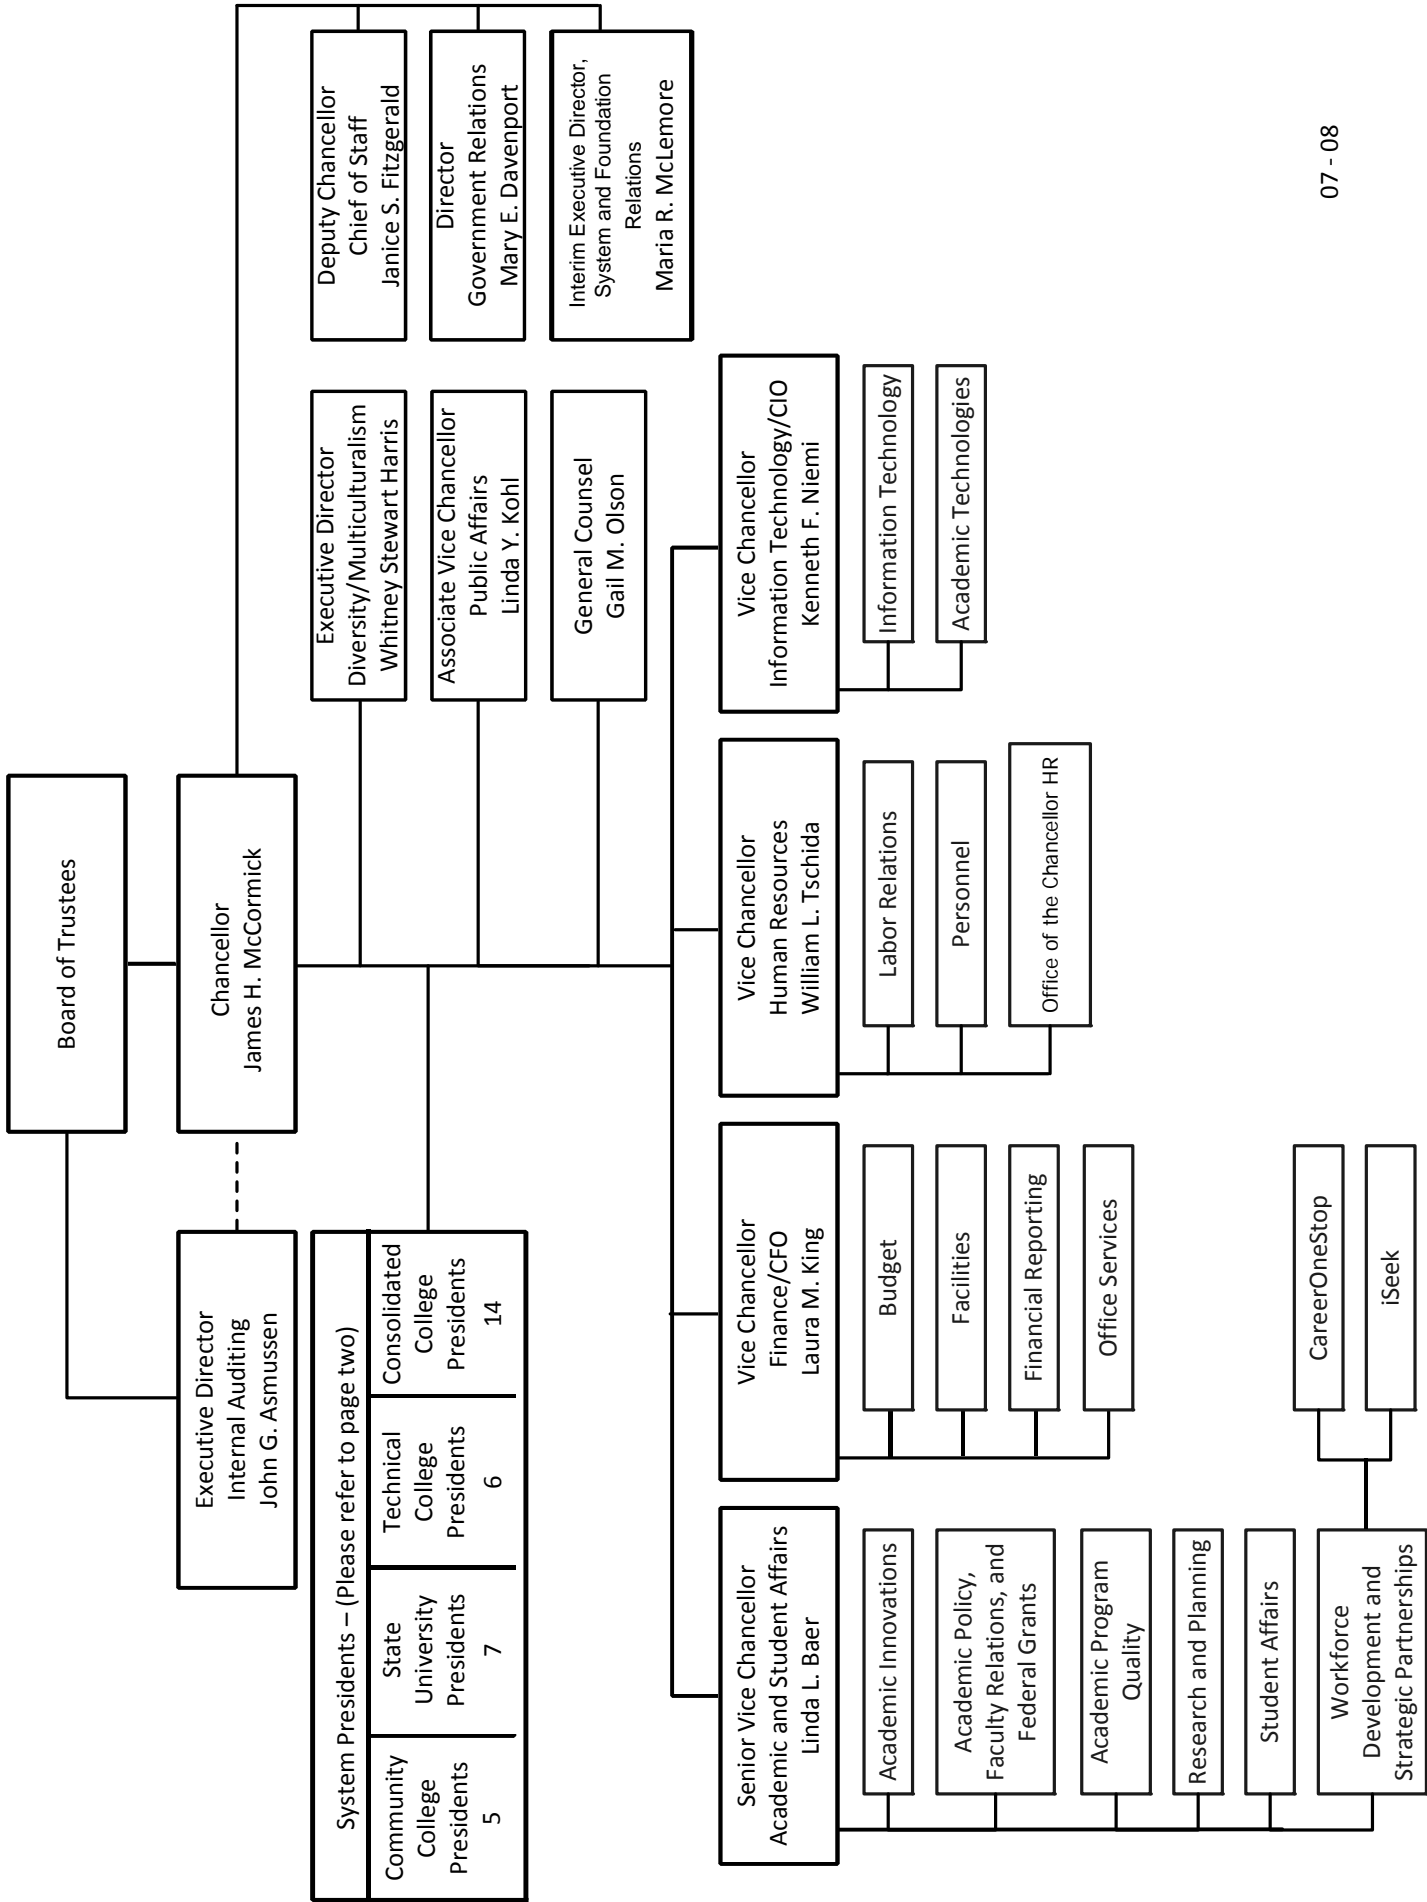 Board of Trustees
Chancellor
James H. McCormick
Executive Director
Internal Auditing
John G. Asmussen
System Presidents – (Please refer to page two)
Community
College
Presidents
5
State
University
Presidents
7
Technical
College
Presidents
6
Consolidated
College
Presidents
14
Executive Director
Diversity/Multiculturalism
Whitney Stewart Harris
Deputy Chancellor
Chief of Staff
Janice S. Fitzgerald
Associate Vice Chancellor
Public Affairs
Linda Y. Kohl
Director
Government Relations
Mary E. Davenport
General Counsel
Gail M. Olson
Interim Executive Director,
System and Foundation
Relations
Maria R. McLemore
Senior Vice Chancellor
Academic and Student Affairs
Linda L. Baer
Academic Innovations
Academic Policy,
Faculty Relations, and
Federal Grants
Academic Program
Quality
Research and Planning
Student Affairs
Workforce
Development and
Strategic Partnerships
CareerOneStop
iSeek
Vice Chancellor
Finance/CFO
Laura M. King
Budget
Facilities
Financial Reporting
Office Services
Vice Chancellor
Human Resources
William L. Tschida
Labor Relations
Personnel
Office of the Chancellor HR
Vice Chancellor
Information Technology/CIO
Kenneth F. Niemi
Information Technology
Academic Technologies
07 - 08